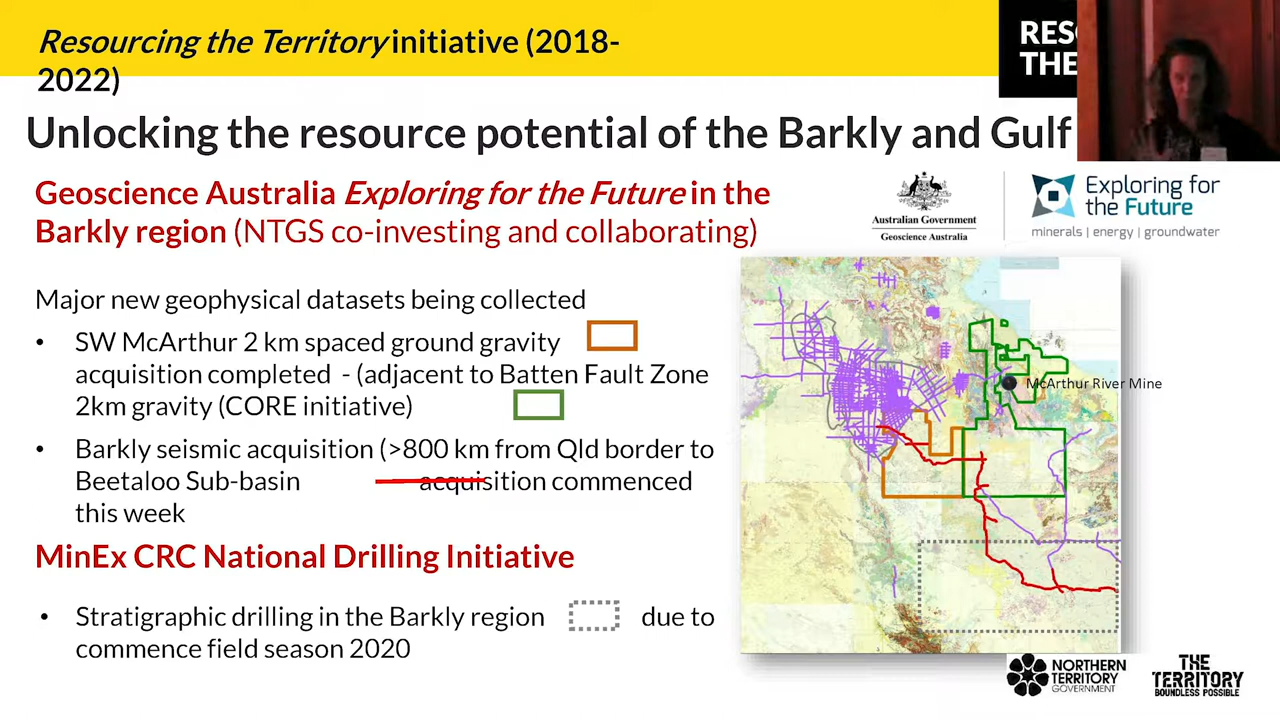 Resourcing the Territory initiative (2018-
2022)
RES
THE
Unlocking the resource potential of the Barkly and Gulf
Geoscience Australia Exploring for the Future in the
Barkly region (NTGS co-investing and collaborating)
Australian Government
Geoscience Australia
Exploring for
the Future
minerals | energy | groundwater
Major new geophysical datasets being collected
• SW McArthur 2 km spaced ground gravity
acquisition completed - (adjacent to Batten Fault Zone
2km gravity (CORE initiative)
• Barkly seismic acquisition (>800 km from Qld border to
Beetaloo Sub-basin acquisition commenced
this week
McArthur River Mine
MinEx CRC National Drilling Initiative
• Stratigraphic drilling in the Barkly region due to
commence field season 2020
NORTHERN
TERRITORY
GOVERNMENT
THE
TERRITORY
BOUNDLESS POSSIBLE